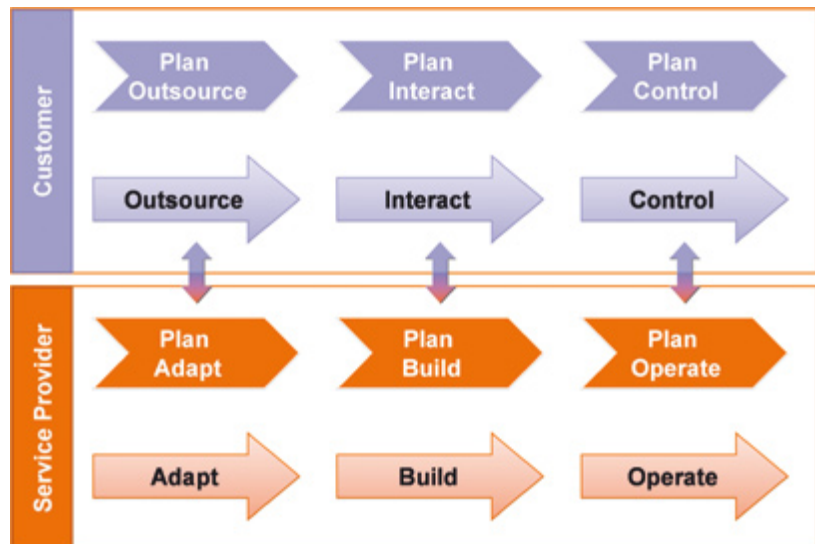 Customer
Plan
Outsource
Plan
Interact
Plan
Control
Outsource
Interact
Control
Service Provider
Plan
Adapt
Plan
Build
Plan
Operate
Adapt
Build
Operate